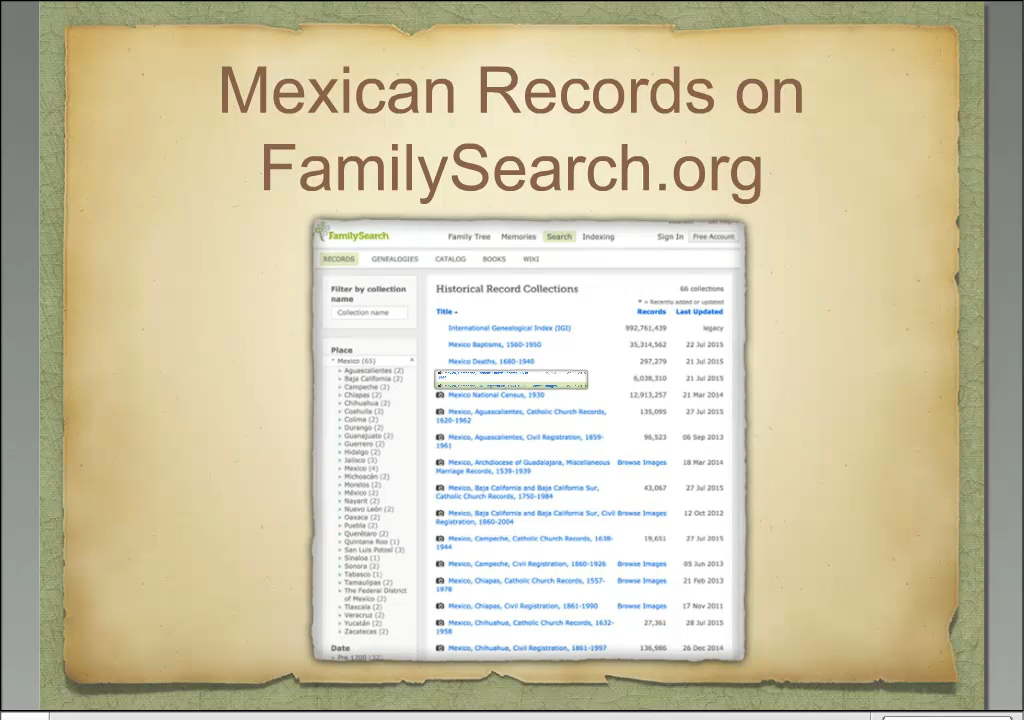 Mexican Records on
FamilySearch.org
FamilySearch
Family Tree Memories Search Indexing Sign In Free Account
RECORDS GENEALOGIES CATALOG BOOKS WIKI
Filter by collection
name
Collection name
Place
Mexico (65)
Aguascalientes (2)
Baja California (2)
Campeche (2)
Chiapas (2)
Chihuahua (2)
Coahuila (2)
Colima (2)
Durango (2)
Guanajuato (2)
Guerrero (2)
Hidalgo (2)
Jalisco (3)
Mexico (4)
Michoacán (2)
Morelos (2)
México (2)
Nayarit (2)
Nuevo León (2)
Oaxaca (2)
Puebla (2)
Querétaro (2)
Quintana Roo (1)
San Luis Potosí (3)
Sinaloa (1)
Sonora (2)
Tabasco (1)
Tamaulipas (2)
The Federal District
of Mexico (2)
Tlaxcala (2)
Veracruz (2)
Yucatán (2)
Zacatecas (2)
Date
Pre 1700 (32)
Historical Record Collections 66 collections
* = Recently added or updated
Title Records Last Updated
International Genealogical Index (IGI) 892,761,439 legacy
Mexico Baptisms, 1560-1950 35,314,562 22 Jul 2015
Mexico Deaths, 1680-1940 297,279 21 Jul 2015
6,038,310 21 Jul 2015
Mexico National Census, 1930 12,913,257 21 Mar 2014
Mexico, Aguascalientes, Catholic Church Records, 135,095 27 Jul 2015
1620-1962
Mexico, Aguascalientes, Civil Registration, 1859- 96,523 06 Sep 2013
1961
Mexico, Archdiocese of Guadalajara, Miscellaneous Browse Images 18 Mar 2014
Marriage Records, 1539-1939
Mexico, Baja California and Baja California Sur, 43,067 27 Jul 2015
Catholic Church Records, 1750-1984
Mexico, Baja California and Baja California Sur, Civil Browse Images 12 Oct 2012
Registration, 1860-2004
Mexico, Campeche, Catholic Church Records, 1638- 19,651 27 Jul 2015
1944
Mexico, Campeche, Civil Registration, 1860-1926 Browse Images 05 Jun 2013
Mexico, Chiapas, Catholic Church Records, 1557- Browse Images 21 Feb 2013
1978
Mexico, Chiapas, Civil Registration, 1861-1990 Browse Images 17 Nov 2011
Mexico, Chihuahua, Catholic Church Records, 1632- 27,361 28 Jul 2015
1958
Mexico, Chihuahua, Civil Registration, 1861-1997 136,986 26 Dec 2014